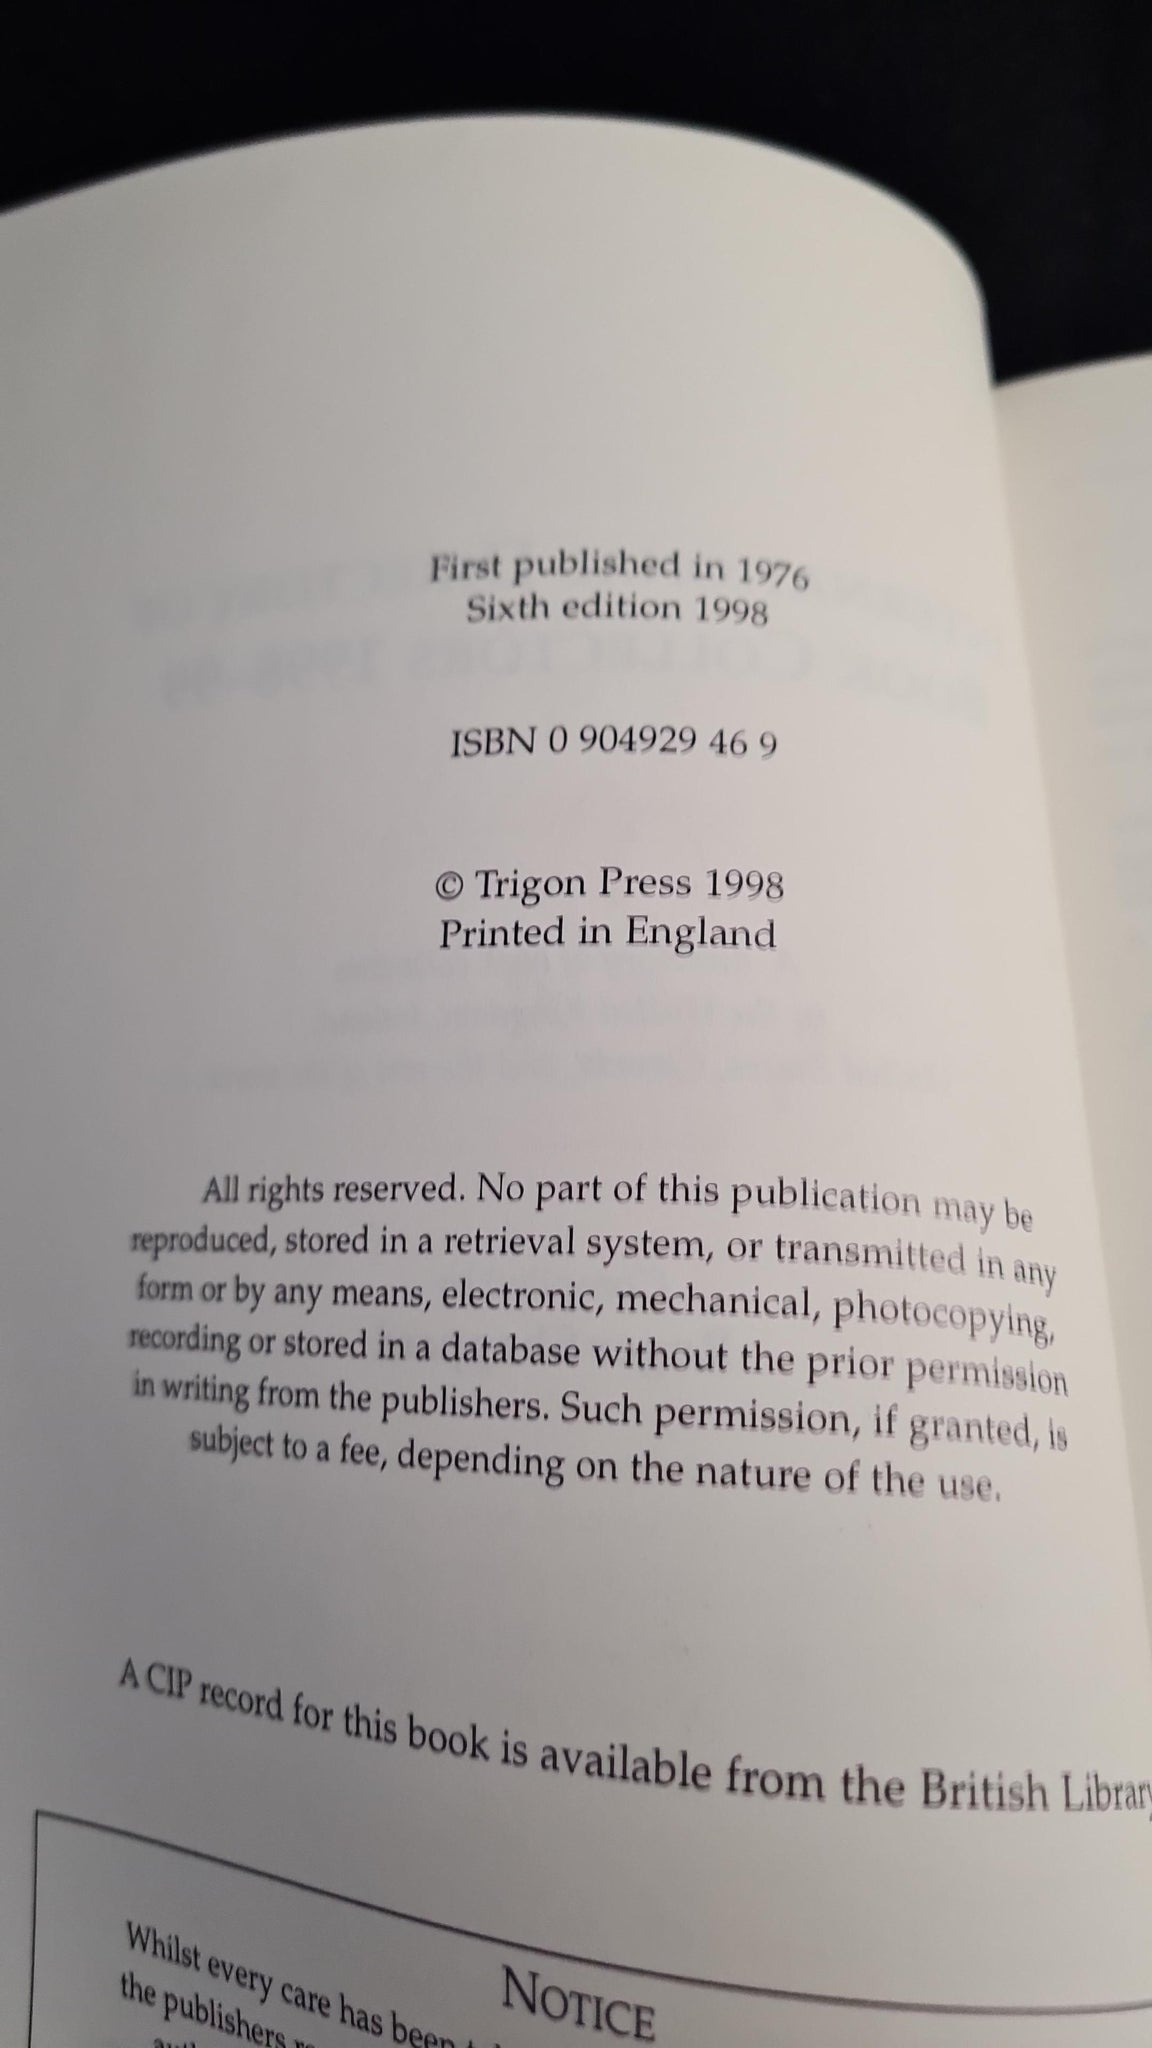 First published in 1976
Sixth edition 1998
ISBN 0 904929 46 9
© Trigon Press 1998
Printed in England
All rights reserved. No part of this publication may be
reproduced, stored in a retrieval system, or transmitted in any
form or by any means, electronic, mechanical, photocopying,
recording or stored in a database without the prior permission
in writing from the publishers. Such permission, if granted, is
subject to a fee, depending on the nature of the use.
A CIP record for this book is available from the British Library
NOTICE
Whilst every care has been
the publishers